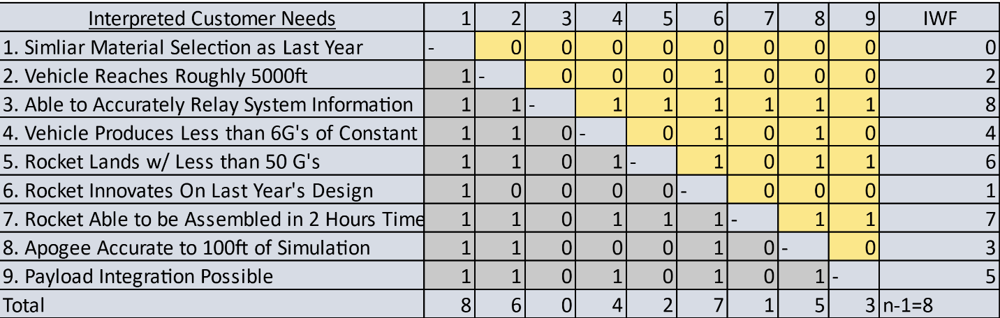 Interpreted Customer Needs 1 2 3 4 5 6 7 8 9 IWF
1. Simliar Material Selection as Last Year - 0 0 0 0 0 0 0 0 0
2. Vehicle Reaches Roughly 5000ft 1 - 0 0 0 1 0 0 0 2
3. Able to Accurately Relay System Information 1 1 - 1 1 1 1 1 1 8
4. Vehicle Produces Less than 6G's of Constant 1 1 0 - 0 1 0 1 0 4
5. Rocket Lands w/ Less than 50 G's 1 1 0 1 - 1 0 1 1 6
6. Rocket Innovates On Last Year's Design 1 0 0 0 0 - 0 0 0 1
7. Rocket Able to be Assembled in 2 Hours Time 1 1 0 1 1 1 - 1 1 7
8. Apogee Accurate to 100ft of Simulation 1 1 0 0 0 1 0 - 0 3
9. Payload Integration Possible 1 1 0 1 0 1 0 1 - 5
Total 8 6 0 4 2 7 1 5 3 n-1=8